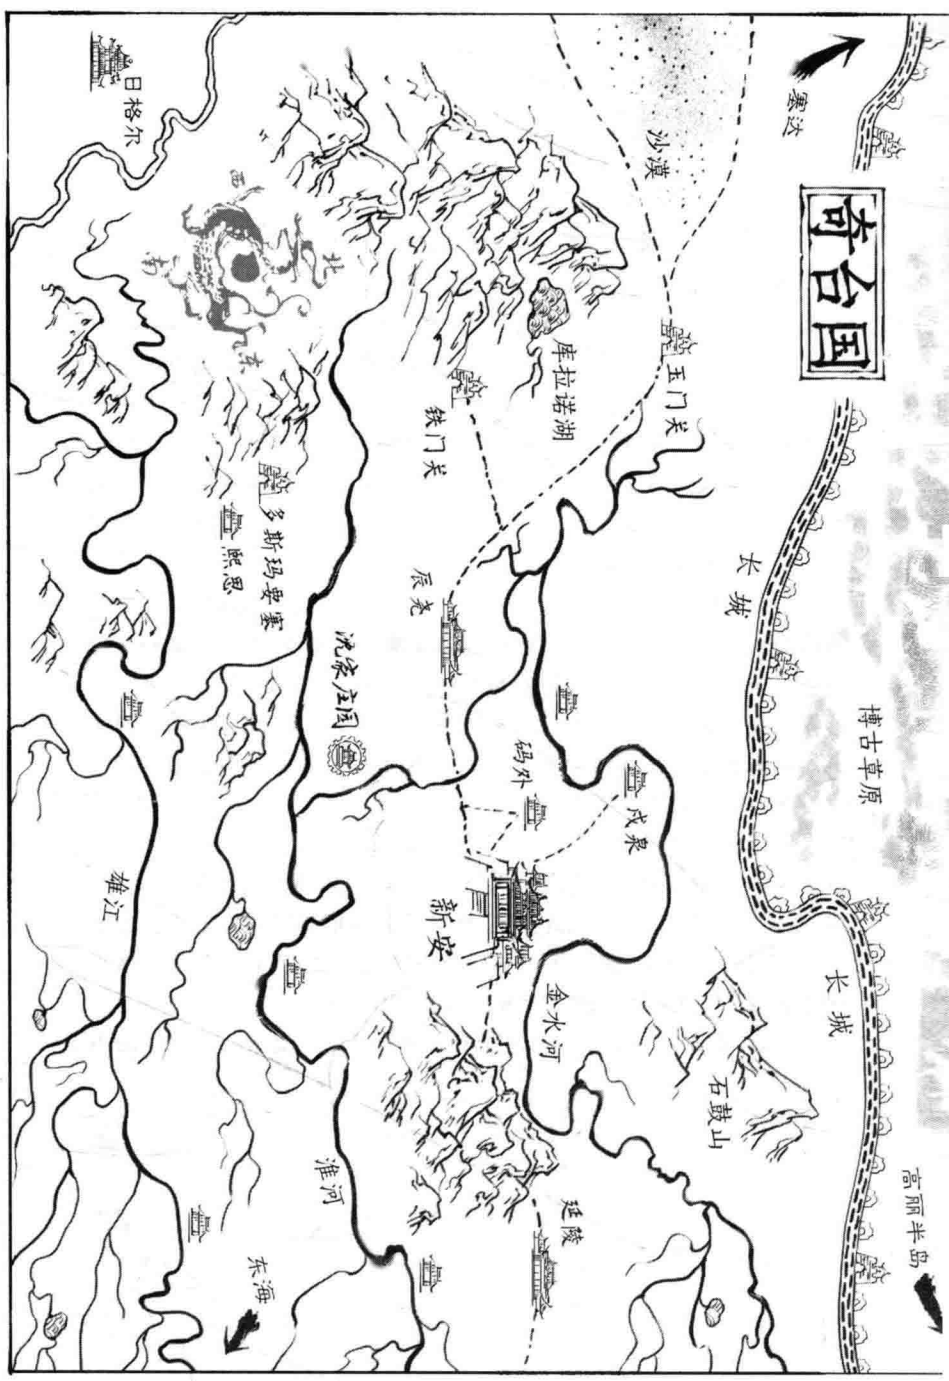 奇台国
塞达
沙漠
日格尔
西
北
南
东
库拉诺湖
玉门关
铁门关
多斯玛要塞
熙思
辰尧
沈家庄园
长城
博古草原
码外
戍泉
新安
雄江
金水河
长城
石鼓山
淮河
延陵
东海
高丽半岛